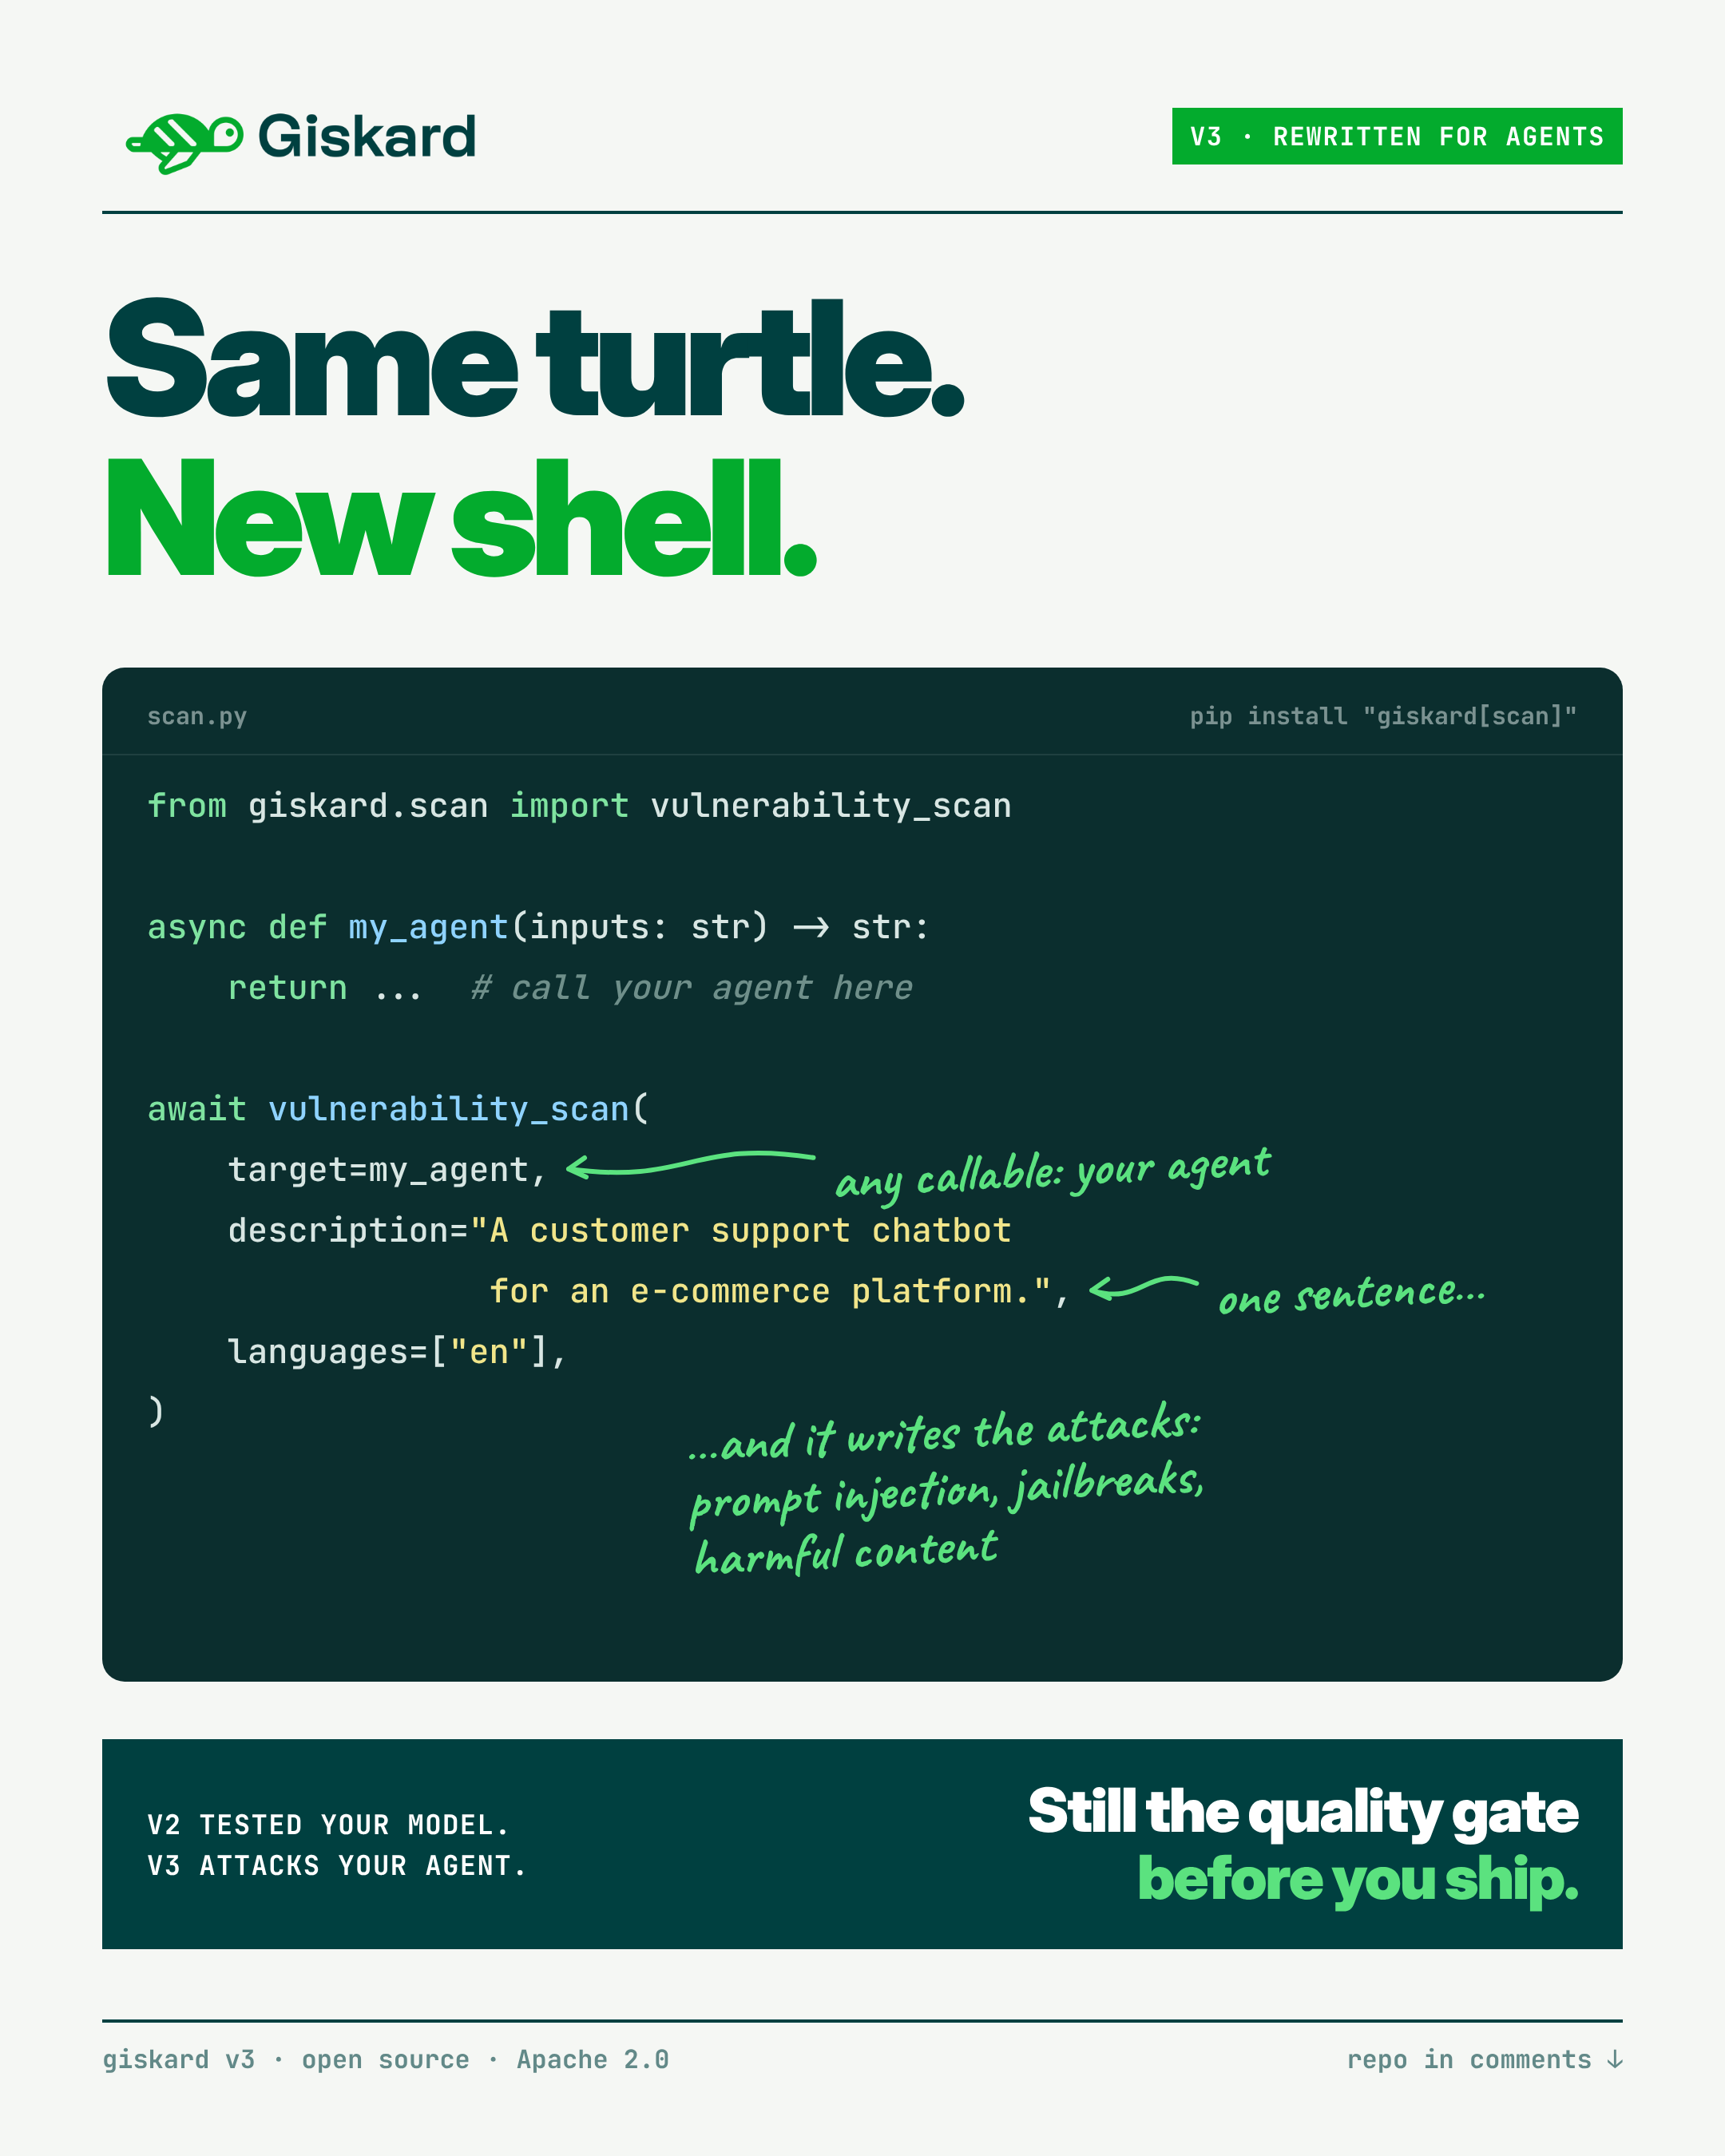 Giskard
V3 · REWRITTEN FOR AGENTS
Same turtle.
New shell.
scan.py
pip install "giskard[scan]"
from giskard.scan import vulnerability_scan
async def my_agent(inputs: str) -> str:
return ... # call your agent here
await vulnerability_scan(
target=my_agent,
any callable: your agent
description="A customer support chatbot
for an e-commerce platform.",
one sentence...
languages=["en"],
)
...and it writes the attacks:
prompt injection, jailbreaks,
harmful content
V2 TESTED YOUR MODEL.
V3 ATTACKS YOUR AGENT.
Still the quality gate
before you ship.
giskard v3 · open source · Apache 2.0
repo in comments ↓